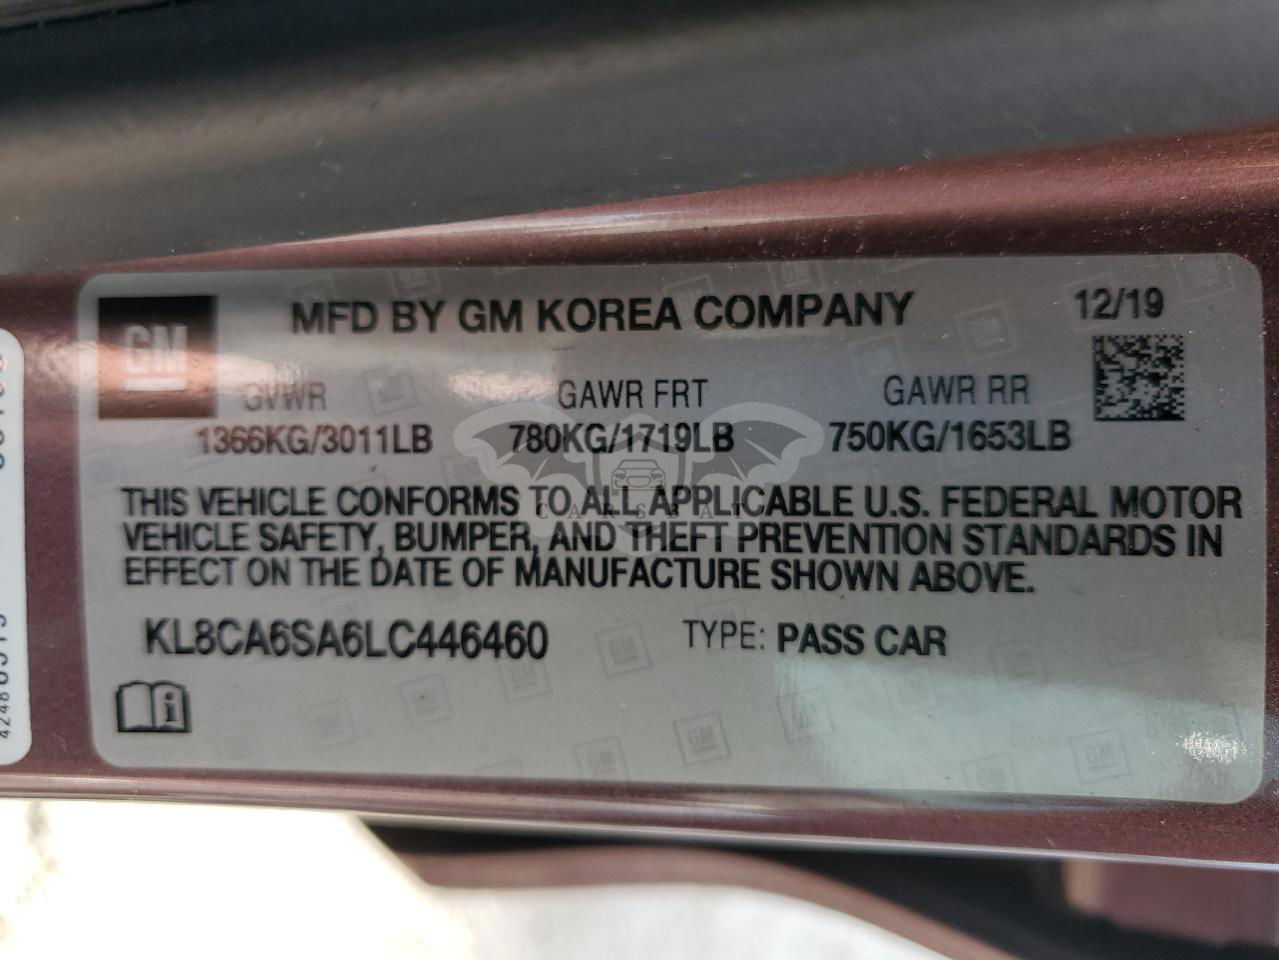 MFD BY GM KOREA COMPANY 12/19
GM
GVWR GAWR FRT GAWR RR
1366KG/3011LB 780KG/1719LB 750KG/1653LB
THIS VEHICLE CONFORMS TO ALL APPLICABLE U.S. FEDERAL MOTOR
VEHICLE SAFETY, BUMPER, AND THEFT PREVENTION STANDARDS IN
EFFECT ON THE DATE OF MANUFACTURE SHOWN ABOVE.
CARSBAT
KL8CA6SA6LC446460 TYPE: PASS CAR
i